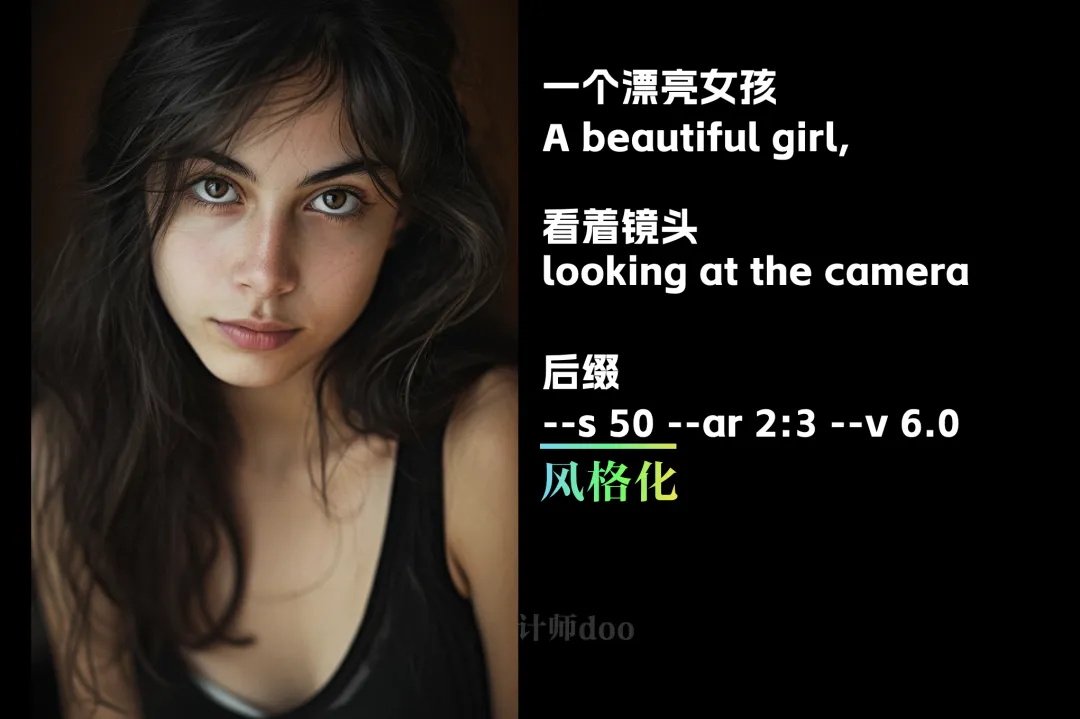 一个漂亮女孩
A beautiful girl,
看着镜头
looking at the camera
后缀
--s 50 --ar 2:3 --v 6.0
风格化
计师doo